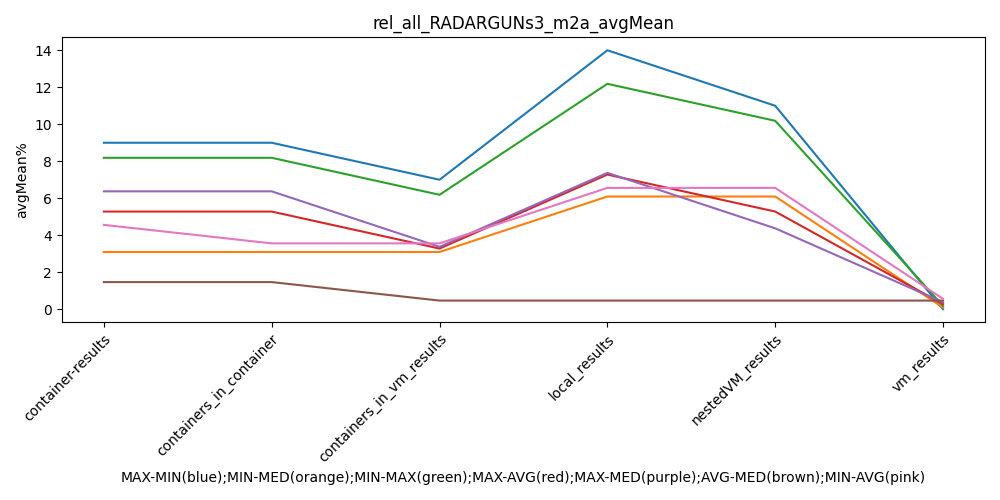 rel_all_RADARGUNs3_m2a_avgMean
avgMean%
14
12
10
8
6
4
2
0
container-results
containers_in_container
containers_in_vm_results
local_results
nestedVM_results
vm_results
MAX-MIN(blue);MIN-MED(orange);MIN-MAX(green);MAX-AVG(red);MAX-MED(purple);AVG-MED(brown);MIN-AVG(pink)